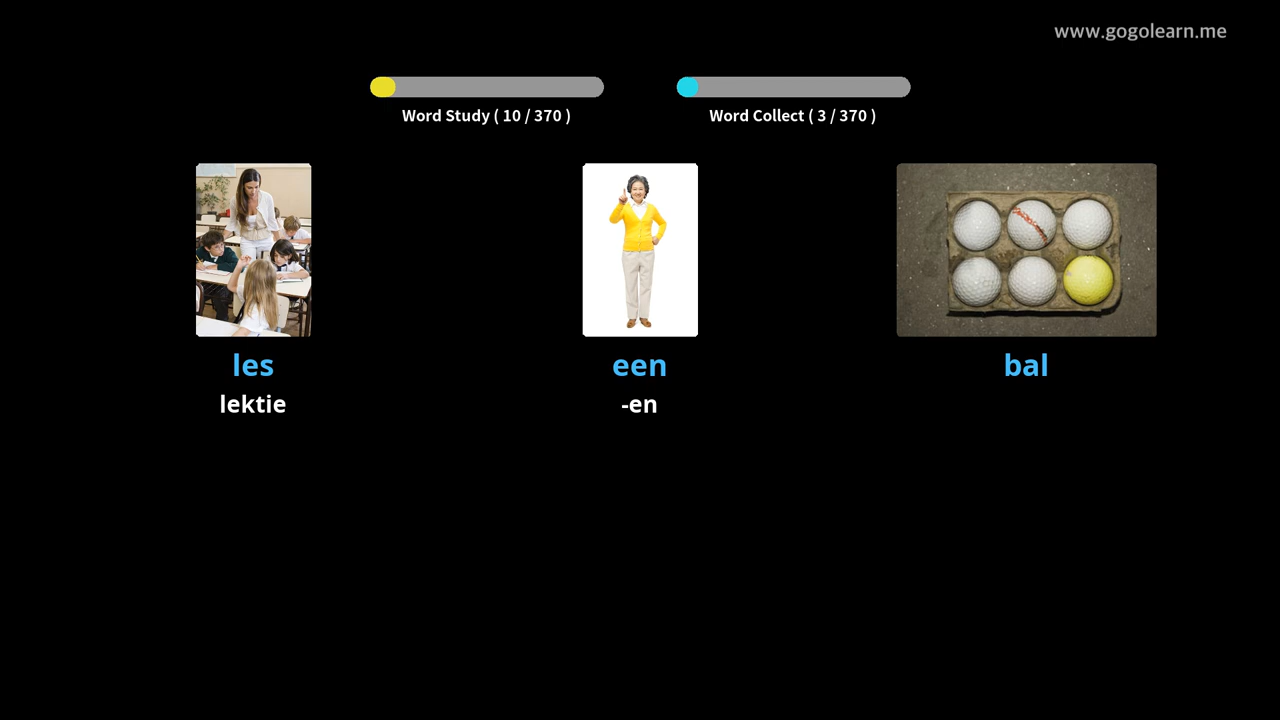 www.gogolearn.me
Word Study ( 10 / 370 )
Word Collect ( 3 / 370 )
les
een
bal
lektie
-en